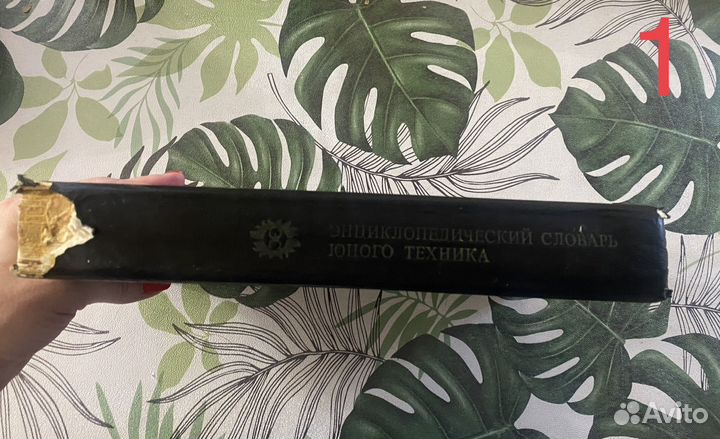 1
ЭНЦИКЛОПЕДИЧЕСКИЙ СЛОВАРЬ
ЮНОГО ТЕХНИКА
Avito